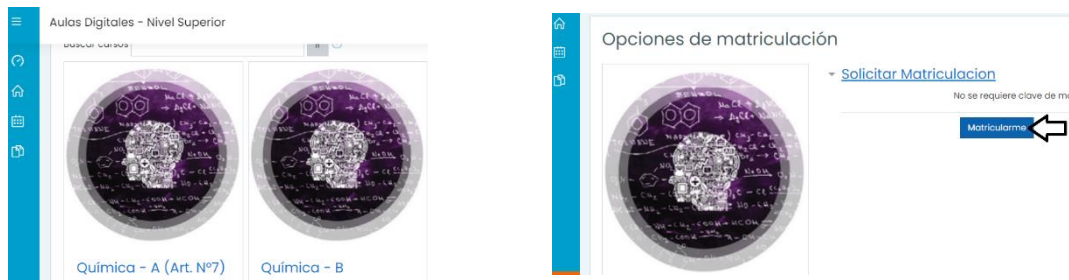 Aulas Digitales - Nivel Superior
Buscar cursos
Química - A (Art. Nº7)
Química - B
Opciones de matriculación
Solicitar Matriculacion
No se requiere clave de
Matricularme